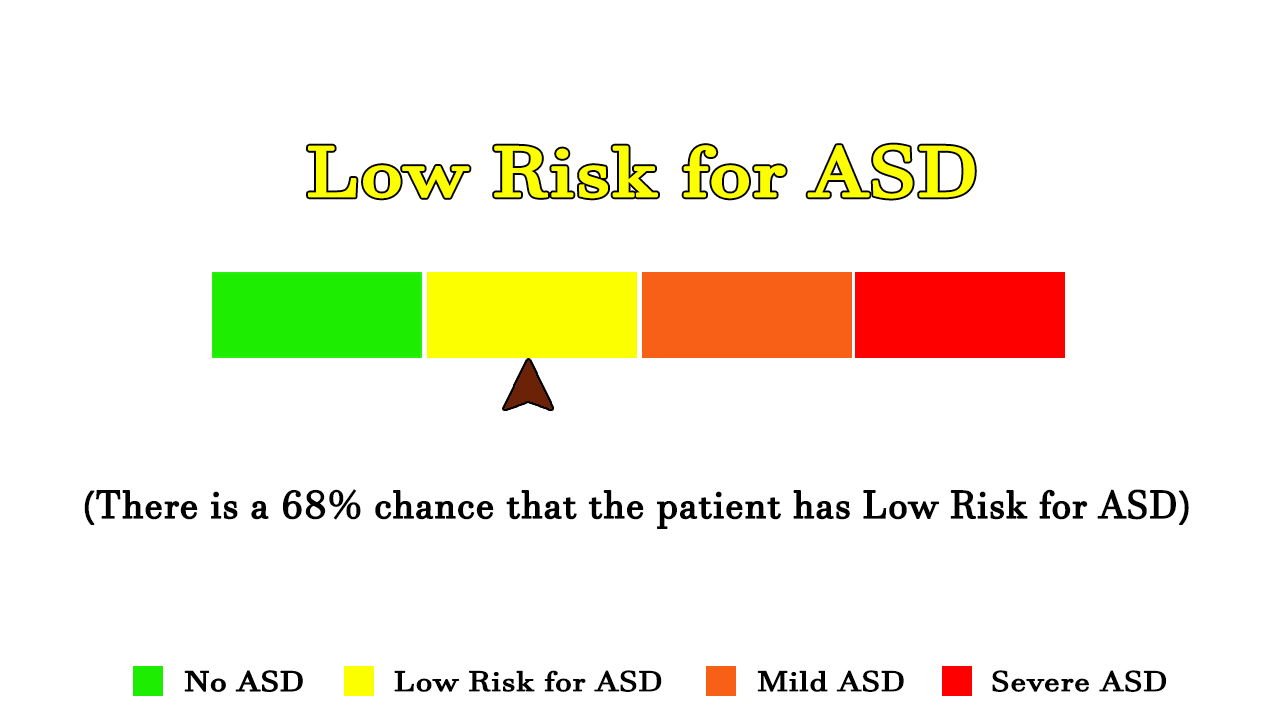 Low Risk for ASD
(There is a 68% chance that the patient has Low Risk for ASD)
No ASD Low Risk for ASD Mild ASD Severe ASD